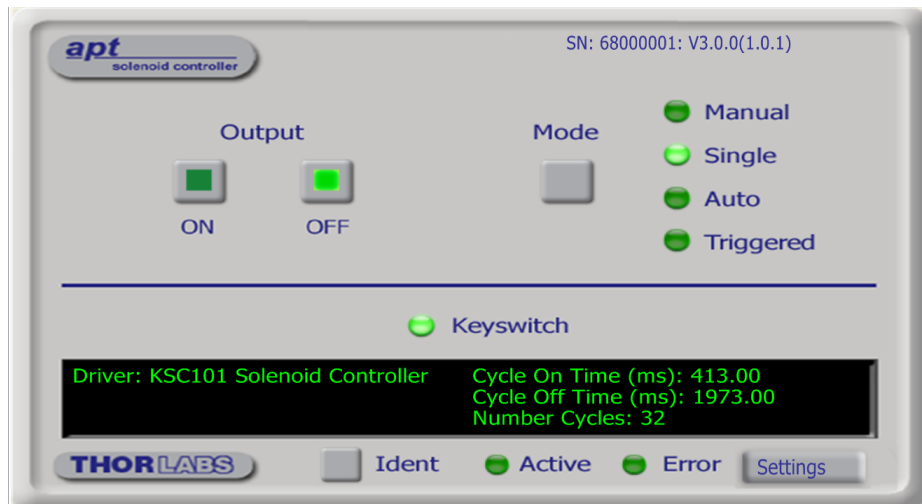 apt
solenoid controller
SN: 68000001: V3.0.0(1.0.1)
Output
Mode
Manual
Single
Auto
Triggered
ON
OFF
Keyswitch
Driver: KSC101 Solenoid Controller
Cycle On Time (ms): 413.00
Cycle Off Time (ms): 1973.00
Number Cycles: 32
THORLABS
Ident
Active
Error
Settings